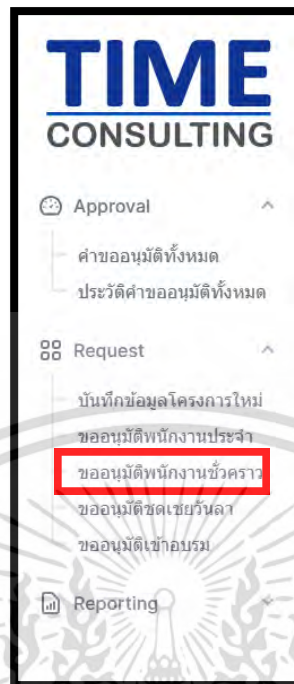 TIME
CONSULTING
Approval
คำขออนุมัติทั้งหมด
ประวัติคำขออนุมัติทั้งหมด
Request
บันทึกข้อมูลโครงการใหม่
ขออนุมัติพนักงานประจำ
ขออนุมัติพนักงานชั่วคราว
ขออนุมัติชดเชยวันลา
ขออนุมัติเข้าอบรม
Reporting